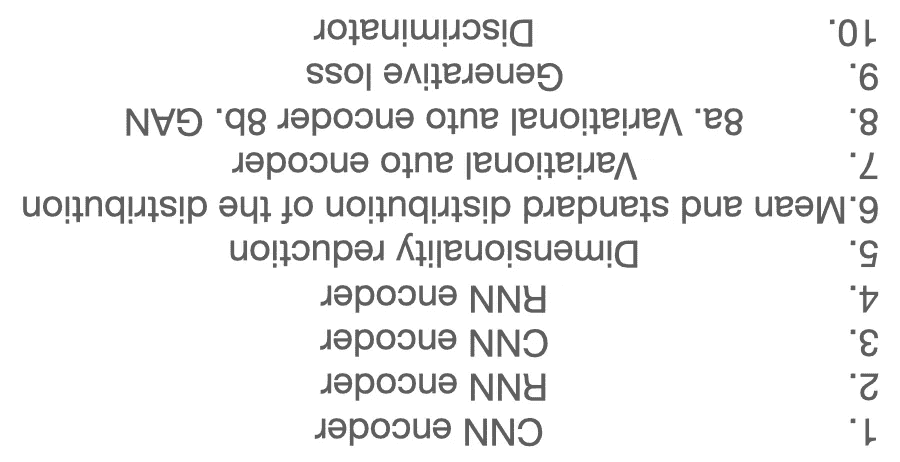 1. CNN encoder
2. RNN encoder
3. CNN encoder
4. RNN encoder
5. Dimensionality reduction
6.Mean and standard distribution of the distribution
7. Variational auto encoder
8. 8a. Variational auto encoder 8b. GAN
9. Generative loss
10. Discriminator